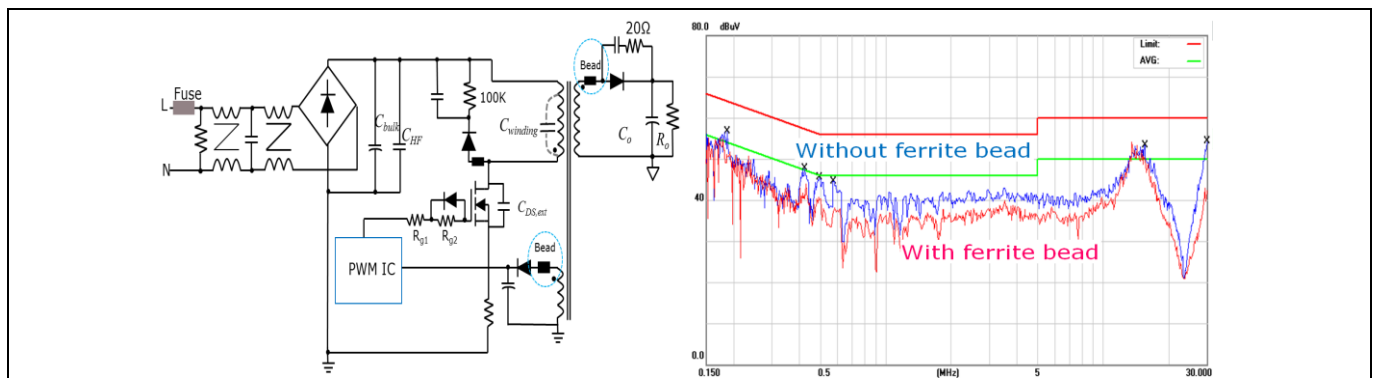 Fuse
L
N
C_bulk
C_HF
100K
C_winding
Bead
20Ω
C_o
R_o
C_DS,ext
R_g1
R_g2
PWM IC
Bead
80.0 dBuV
Limit:
AVG:
Without ferrite bead
40
With ferrite bead
0.0
0.150 0.5 (MHz) 5 30.000